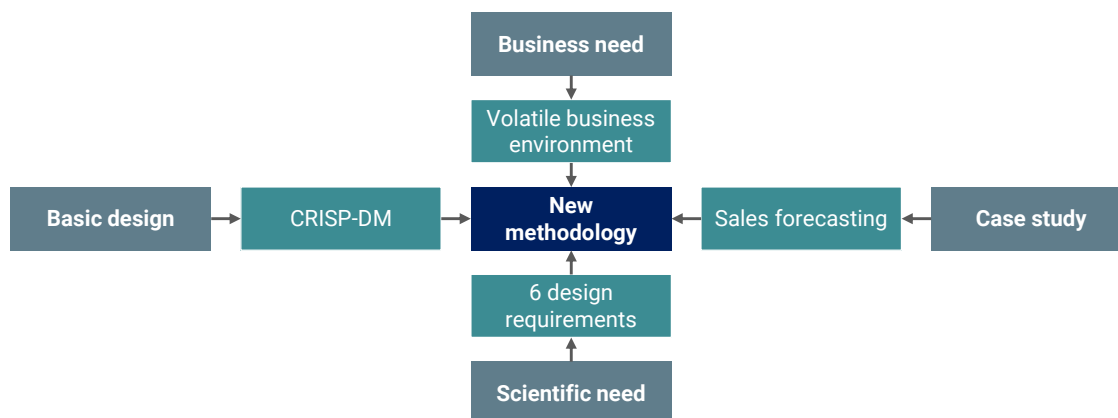 Business need
Volatile business
environment
Basic design
CRISP-DM
New
methodology
Sales forecasting
Case study
6 design
requirements
Scientific need